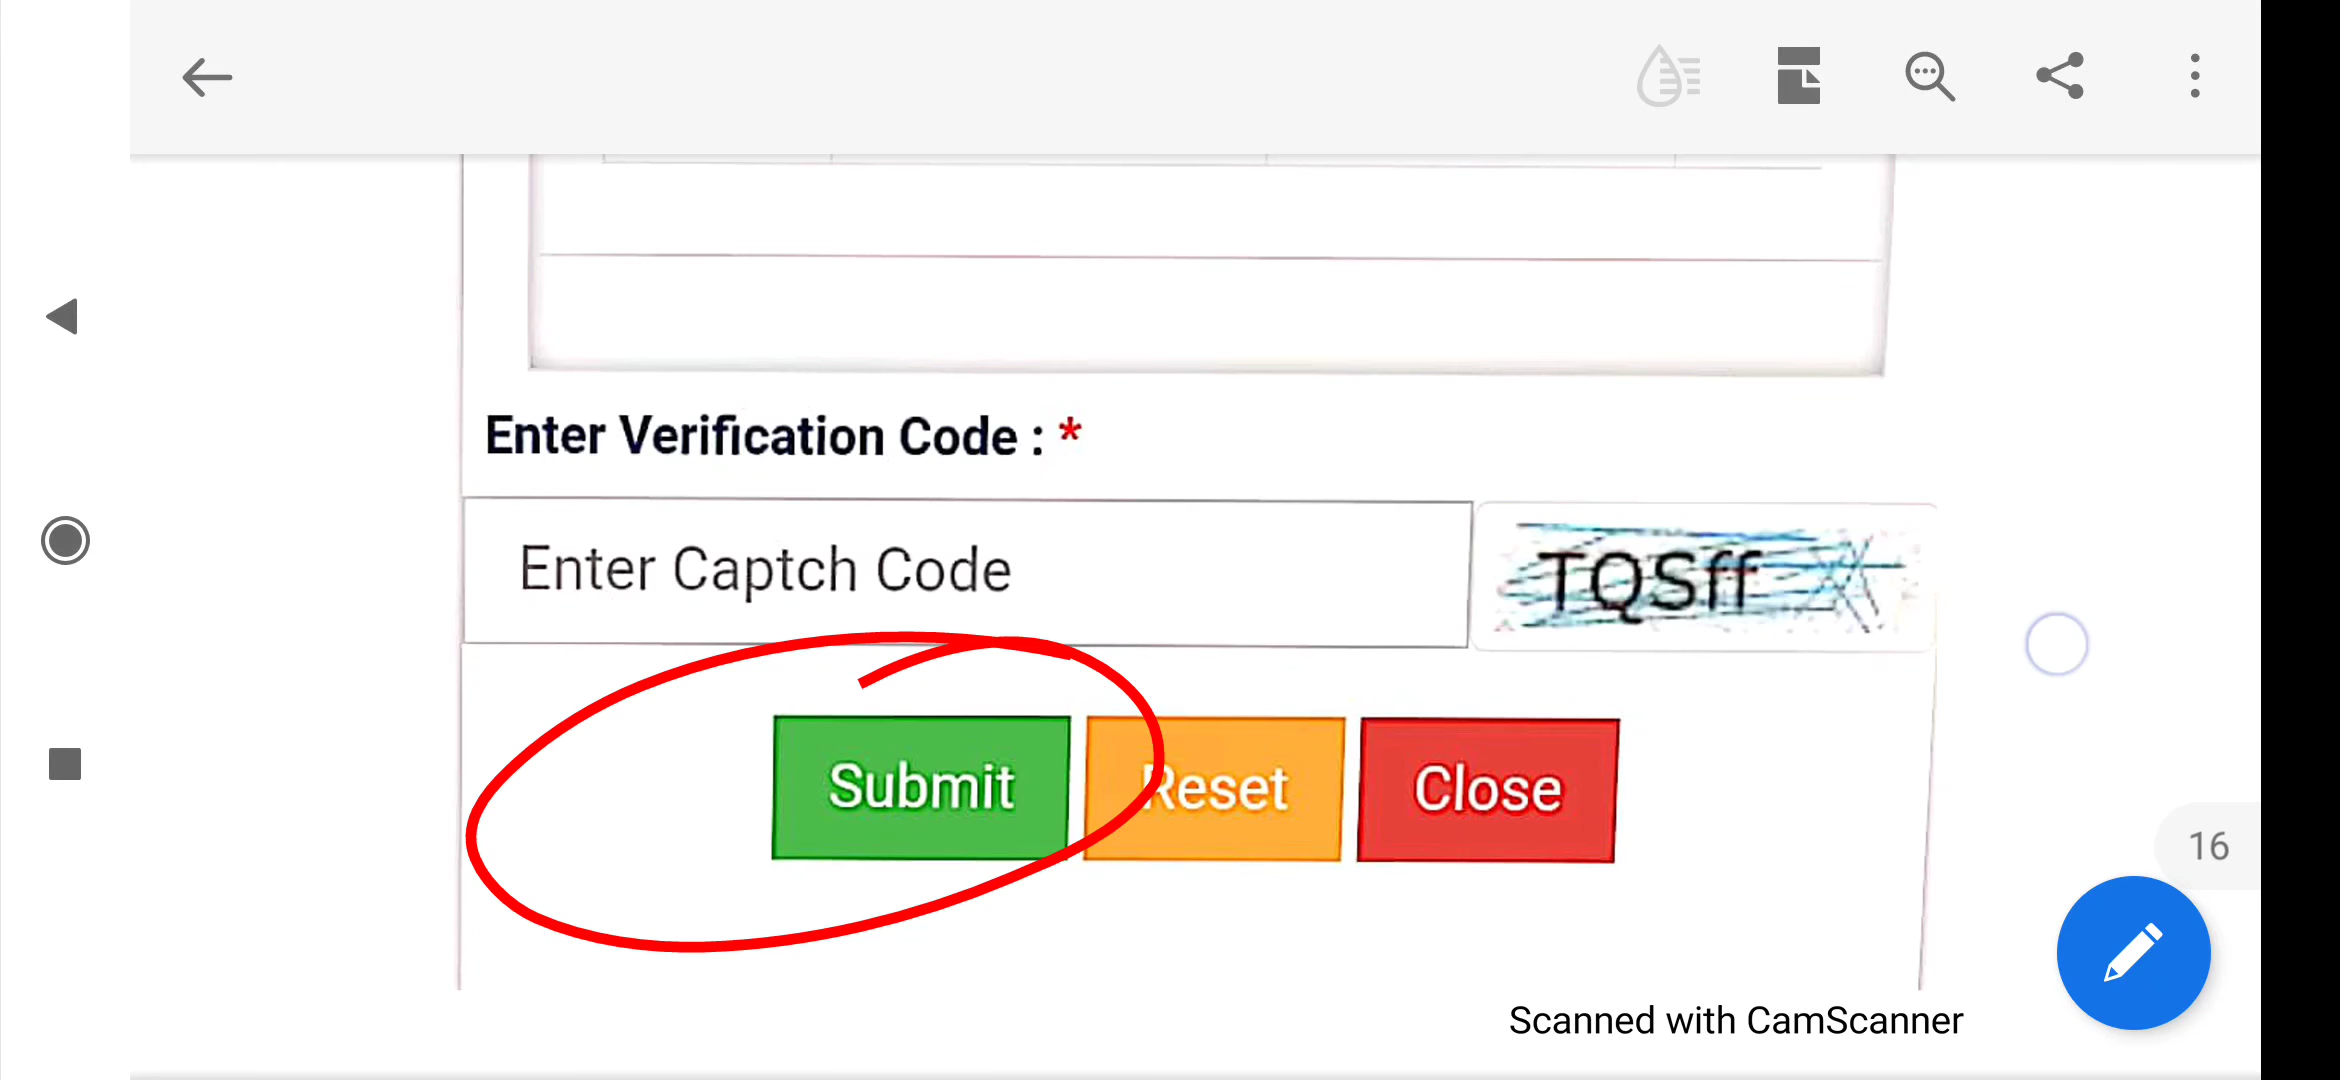 Enter Verification Code : *
Enter Captch Code
TQSff
Submit Reset Close
16
Scanned with CamScanner